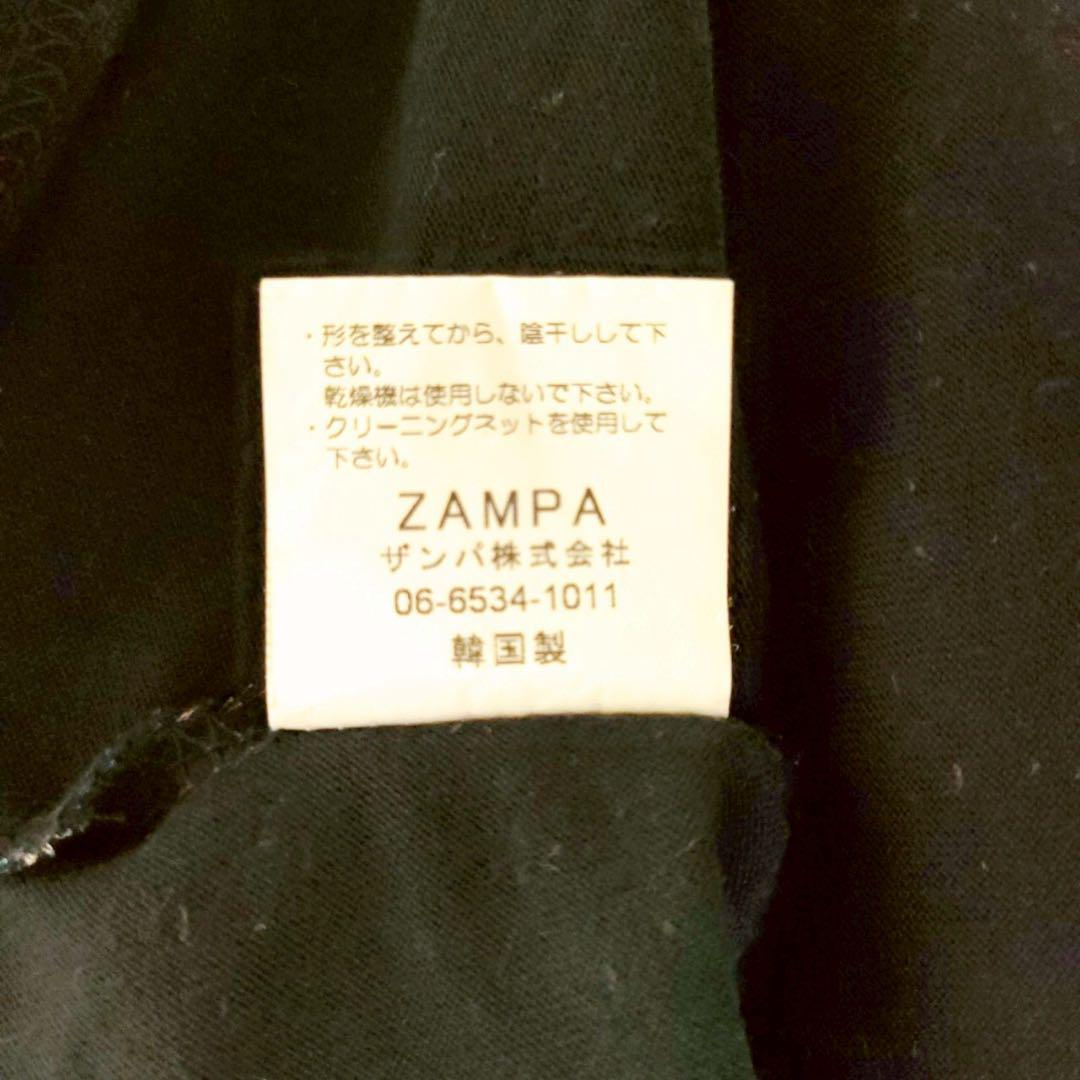 ・形を整えてから、陰干しして下
さい。
乾燥機は使用しないで下さい。
・クリーニングネットを使用して
下さい。
ZAMPA
ザンパ株式会社
06-6534-1011
韓国製